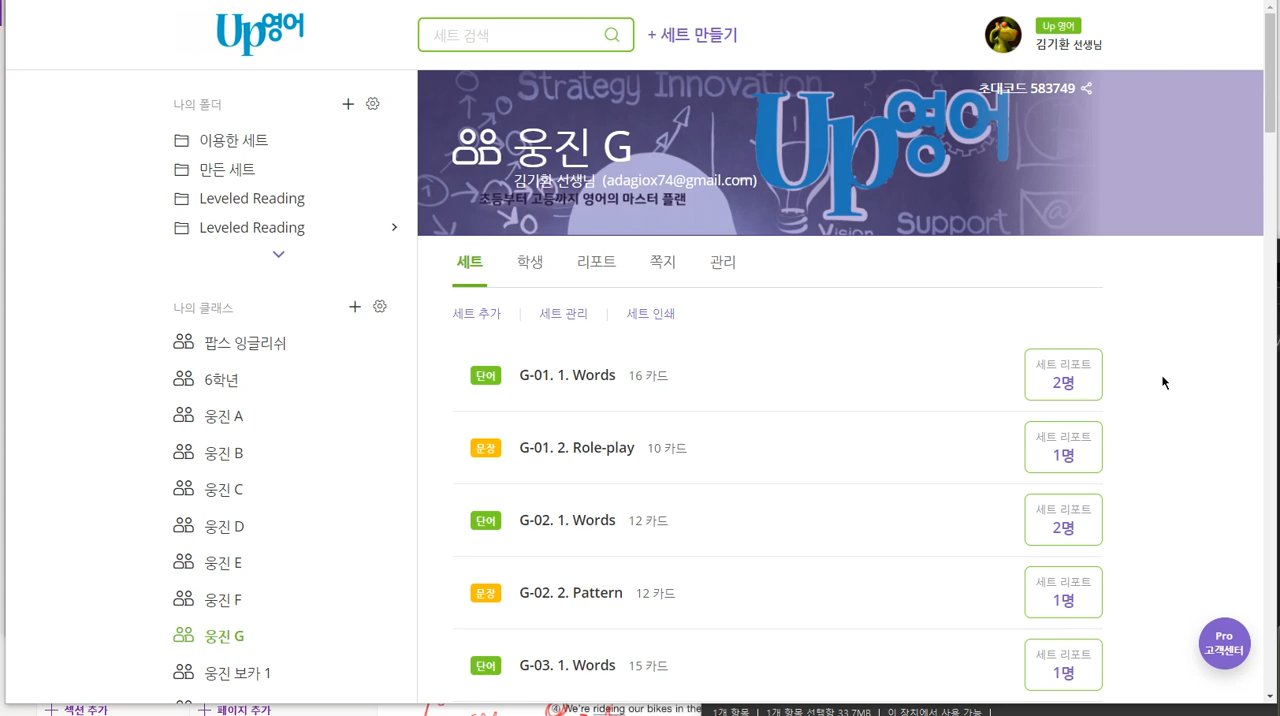 Up영어
세트 검색
+ 세트 만들기
Up 영어
김기환 선생님
나의 폴더
이용한 세트
만든 세트
Leveled Reading
Leveled Reading
나의 클래스
팝스 잉글리쉬
6학년
웅진 A
웅진 B
웅진 C
웅진 D
웅진 E
웅진 F
웅진 G
웅진 보카 1
Strategy Innovation
초대코드 583749
Up영어
웅진 G
김기환 선생님 (adagiox74@gmail.com)
초등부터 고등까지 영어의 마스터 플랜
Vision
Support
세트 학생 리포트 쪽지 관리
세트 추가 | 세트 관리 | 세트 인쇄
단어 G-01. 1. Words 16 카드
세트 리포트
2명
문장 G-01. 2. Role-play 10 카드
세트 리포트
1명
단어 G-02. 1. Words 12 카드
세트 리포트
2명
문장 G-02. 2. Pattern 12 카드
세트 리포트
1명
단어 G-03. 1. Words 15 카드
세트 리포트
1명
Pro
고객센터
+ 섹션 추가
+ 페이지 추가
④ We're rideing our bikes in the
1개 항목 | 1개 항목 선택함 33.7MB | 이 장치에서 사용 가능 |